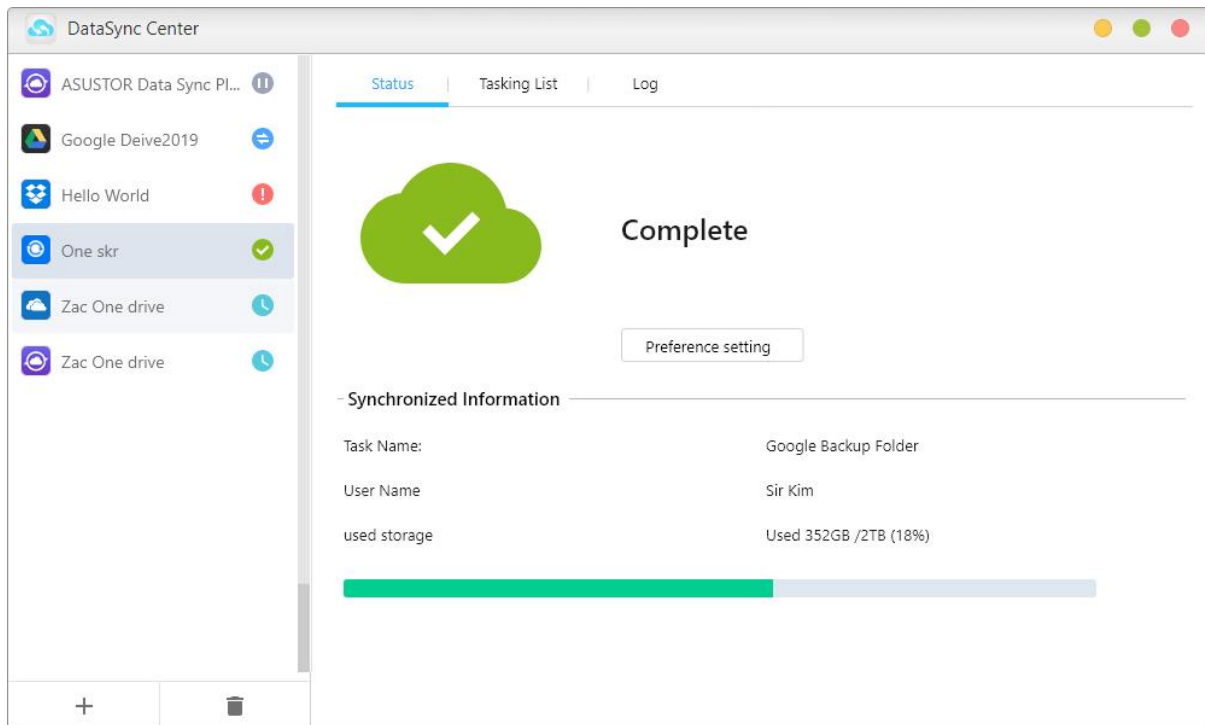 DataSync Center
ASUSTOR Data Sync Pl...
Google Deive2019
Hello World
One skr
Zac One drive
Zac One drive
Status
Tasking List
Log
Complete
Preference setting
Synchronized Information
Task Name: Google Backup Folder
User Name Sir Kim
used storage Used 352GB /2TB (18%)